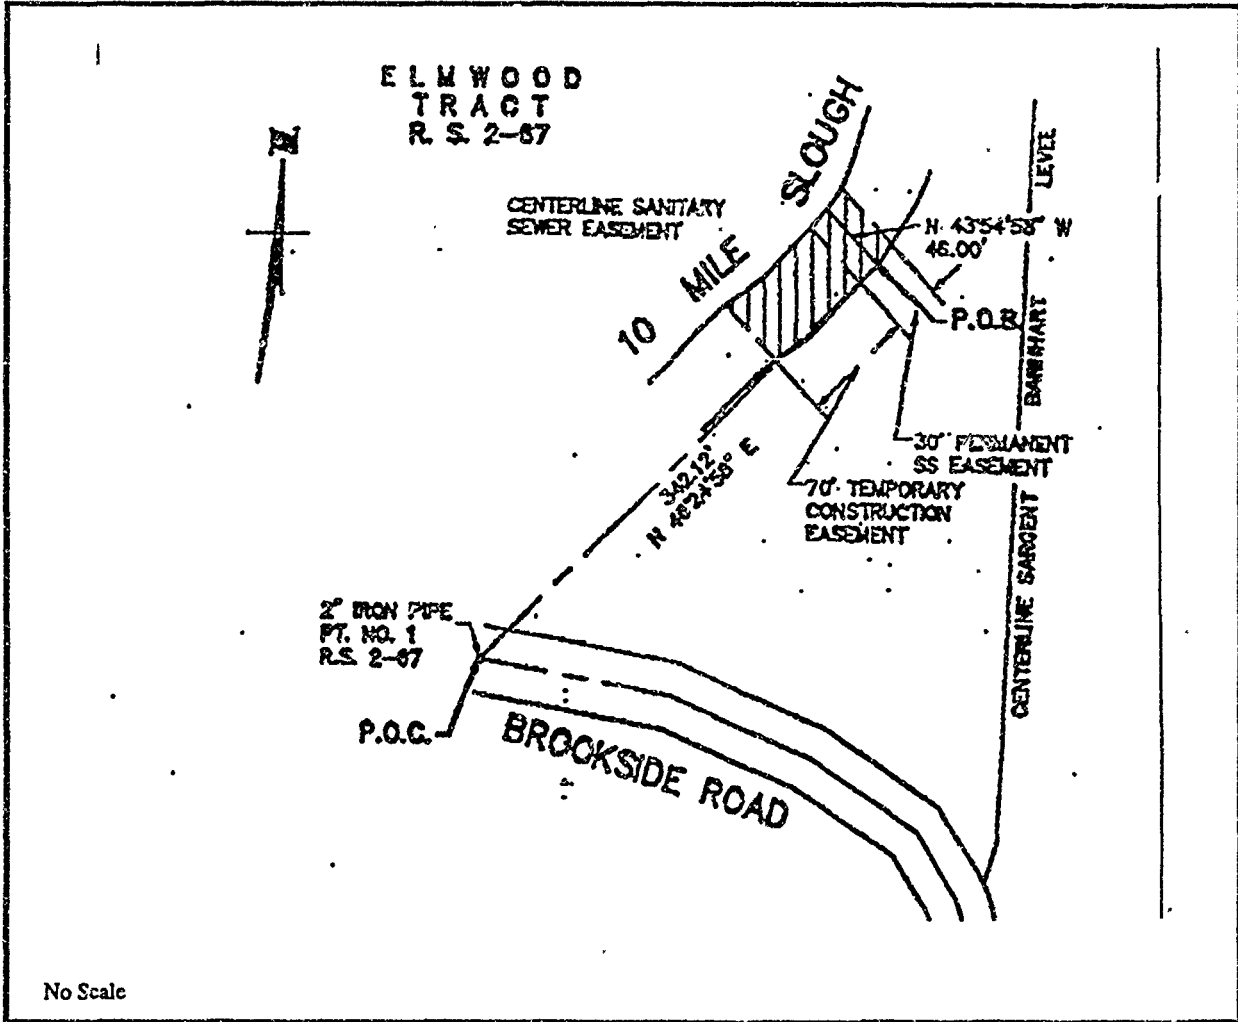 ELMWOOD
TRACT
R. S. 2-67
CENTERLINE SANITARY
SEWER EASEMENT
10 MILE SLOUGH
N 43°54'58" W
46.00'
P.O.B.
30' PERMANENT
SS EASEMENT
70' TEMPORARY
CONSTRUCTION
EASEMENT
342.12'
N 46°24'58" E
CENTERLINE SARGENT BARNHART LEVEE
2" IRON PIPE
PT. NO. 1
R.S. 2-67
P.O.C.
BROOKSIDE ROAD
No Scale